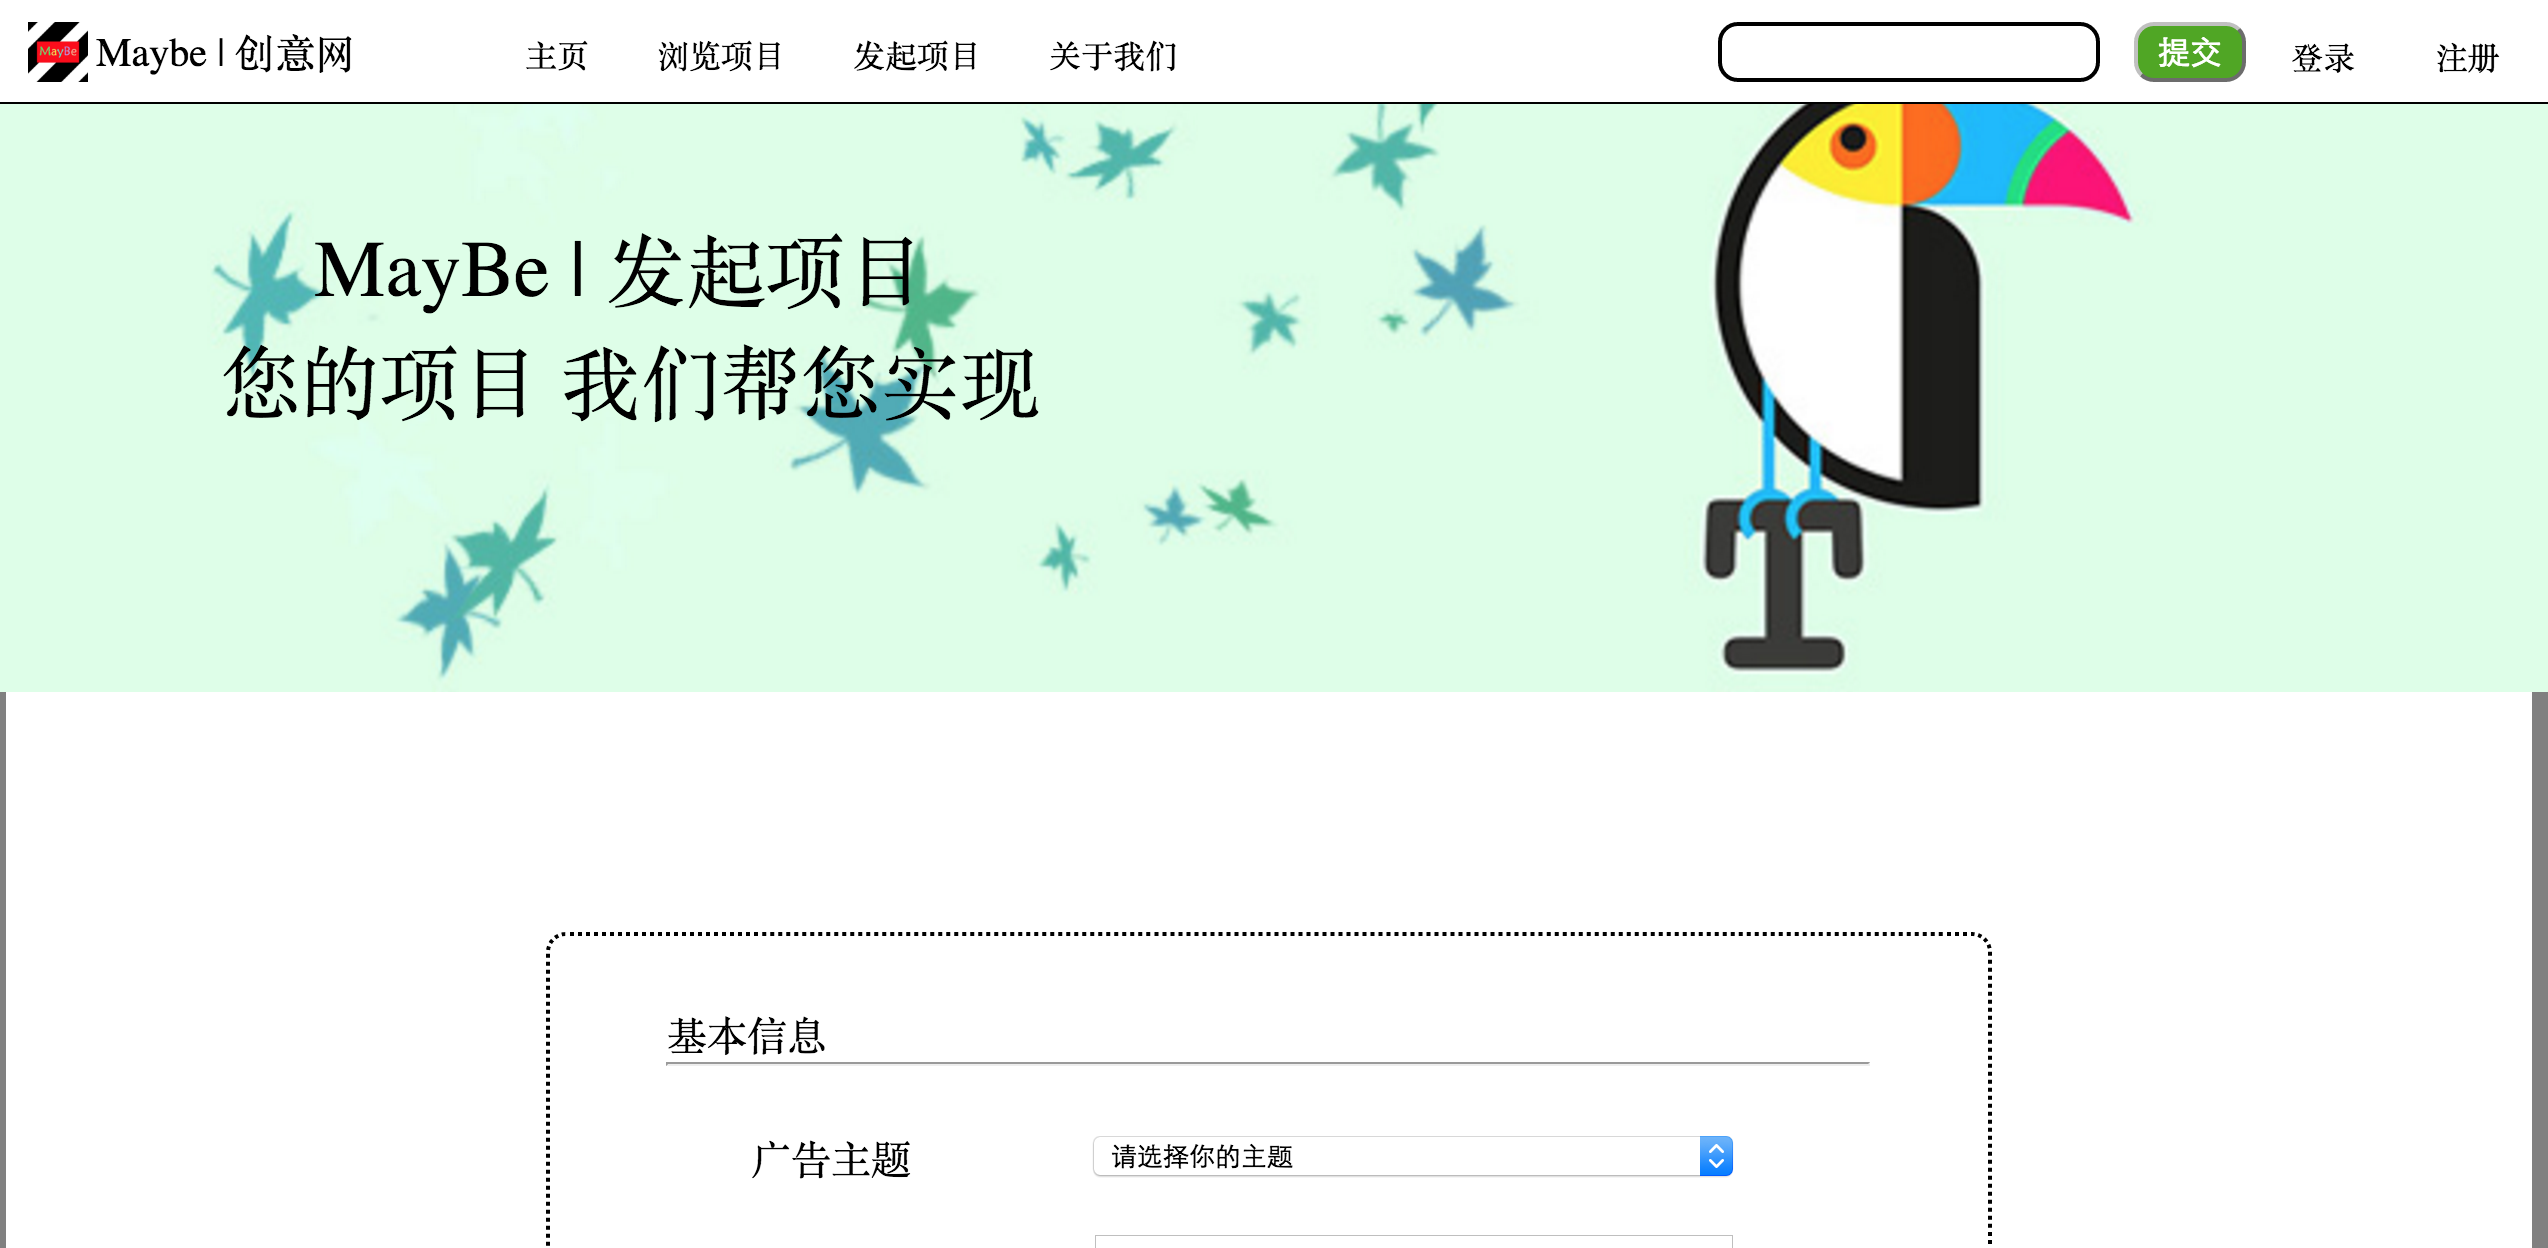 MayBe
Maybe | 创意网
主页
浏览项目
发起项目
关于我们
提交
登录
注册
MayBe | 发起项目
您的项目 我们帮您实现
基本信息
广告主题
请选择你的主题